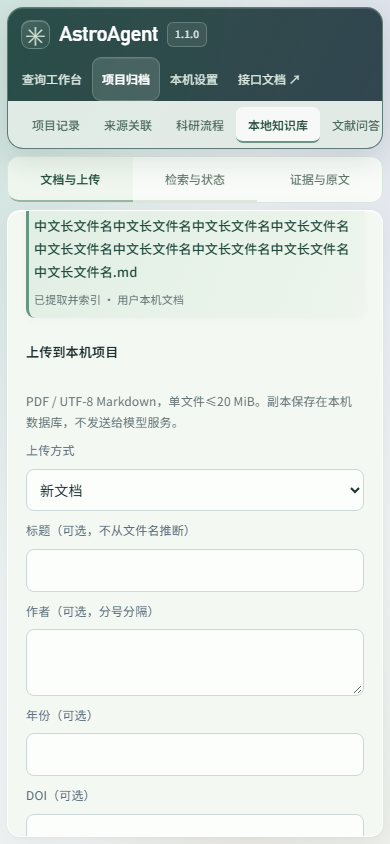 AstroAgent 1.1.0
查询工作台 项目归档 本机设置 接口文档 ↗
项目记录 来源关联 科研流程 本地知识库 文献问答
文档与上传 检索与状态 证据与原文
中文长文件名中文长文件名中文长文件名中文长文件名
中文长文件名中文长文件名中文长文件名中文长文件名
中文长文件名.md
已提取并索引 · 用户本机文档
上传到本机项目
PDF / UTF-8 Markdown，单文件≤20 MiB。副本保存在本机
数据库，不发送给模型服务。
上传方式
新文档
标题（可选，不从文件名推断）
作者（可选，分号分隔）
年份（可选）
DOI（可选）